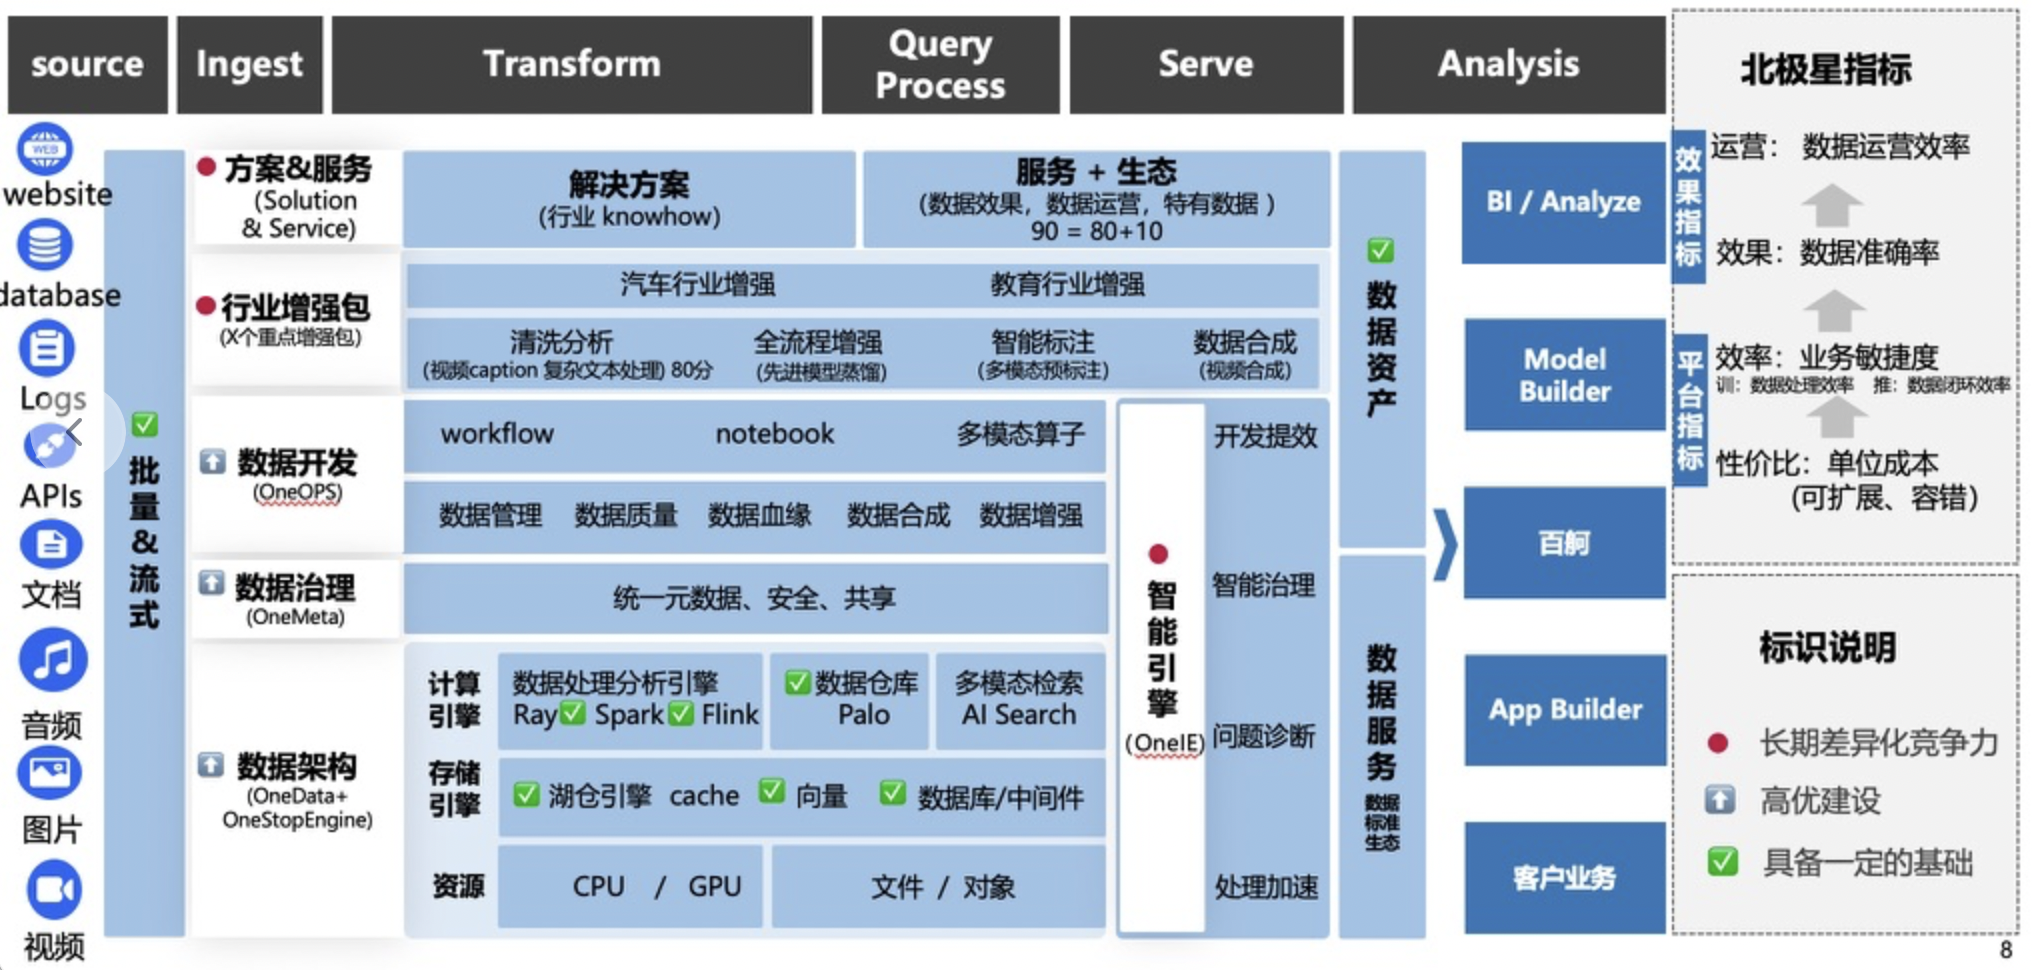 source
Ingest
Transform
Query
Process
Serve
Analysis
WEB
website
database
Logs
APIs
文档
音频
图片
视频
批量&流式
方案&服务
(Solution
& Service)
解决方案
(行业 knowhow)
服务 + 生态
(数据效果，数据运营，特有数据 )
90 = 80+10
行业增强包
(X个重点增强包)
汽车行业增强
教育行业增强
清洗分析
(视频caption 复杂文本处理) 80分
全流程增强
(先进模型蒸馏)
智能标注
(多模态预标注)
数据合成
(视频合成)
数据开发
(OneOPS)
workflow
notebook
多模态算子
数据管理
数据质量
数据血缘
数据合成
数据增强
数据治理
(OneMeta)
统一元数据、安全、共享
数据架构
(OneData+
OneStopEngine)
计算
引擎
数据处理分析引擎
Ray Spark Flink
数据仓库
Palo
多模态检索
AI Search
存储
引擎
湖仓引擎 cache 向量 数据库/中间件
资源
CPU / GPU
文件 / 对象
智能引擎
(OneIE)
开发提效
智能治理
问题诊断
处理加速
数据资产
数据服务
数据
标准
生态
BI / Analyze
Model
Builder
百舸
App Builder
客户业务
北极星指标
效果指标
运营： 数据运营效率
效果：数据准确率
平台指标
效率：业务敏捷度
训：数据处理效率 推：数据闭环效率
性价比：单位成本
(可扩展、容错)
标识说明
长期差异化竞争力
高优建设
具备一定的基础
8